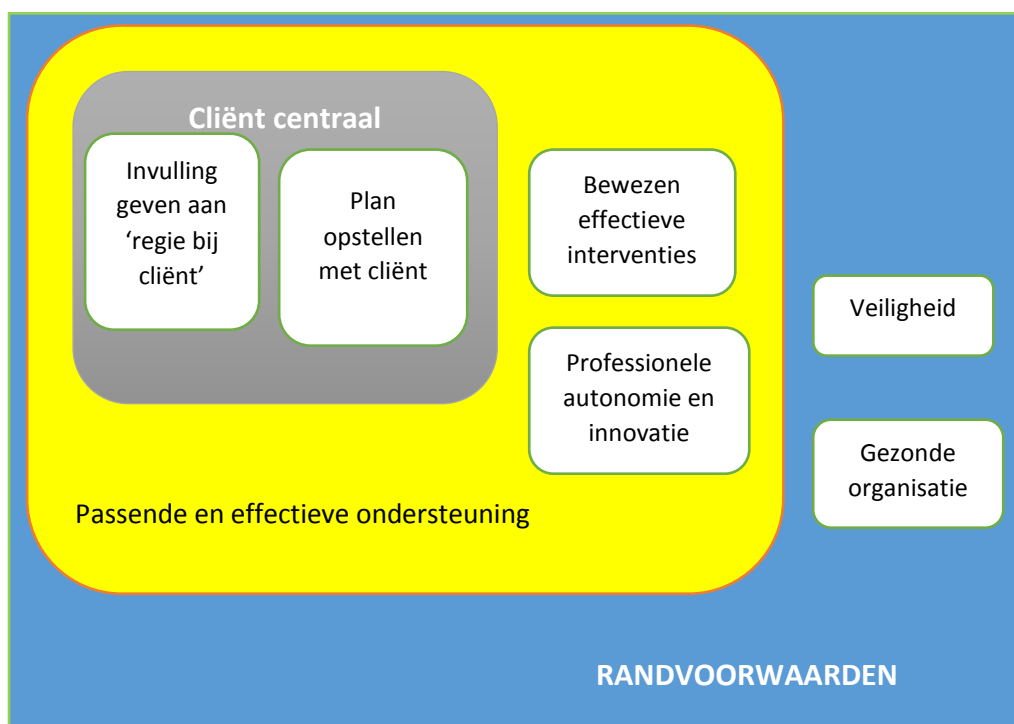 Cliënt centraal
Invulling
geven aan
‘regie bij
cliënt’
Plan
opstellen
met cliënt
Bewezen
effectieve
interventies
Professionele
autonomie en
innovatie
Passende en effectieve ondersteuning
Veiligheid
Gezonde
organisatie
RANDVOORWAARDEN